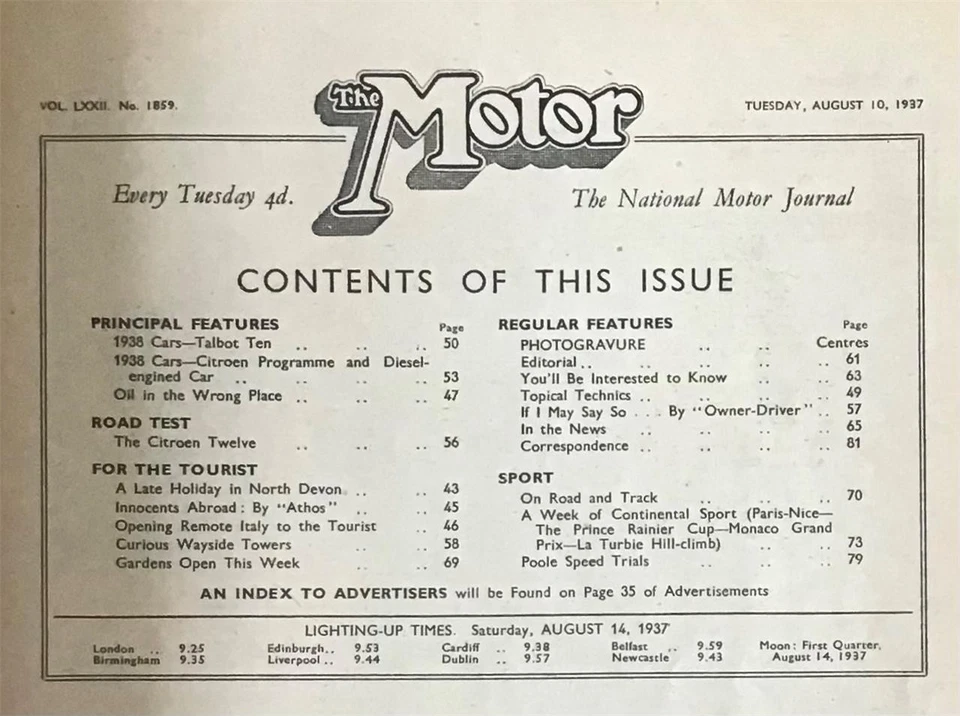 VOL. LXXII. No. 1859.
The Motor
TUESDAY, AUGUST 10, 1937
Every Tuesday 4d.
The National Motor Journal
CONTENTS OF THIS ISSUE
PRINCIPAL FEATURES Page
1938 Cars—Talbot Ten .. .. .. 50
1938 Cars—Citroen Programme and Diesel-
engined Car .. .. .. .. 53
Oil in the Wrong Place .. .. .. 47
ROAD TEST
The Citroen Twelve .. .. .. 56
FOR THE TOURIST
A Late Holiday in North Devon .. .. 43
Innocents Abroad: By "Athos" .. .. 45
Opening Remote Italy to the Tourist .. 46
Curious Wayside Towers .. .. 58
Gardens Open This Week .. .. 69
REGULAR FEATURES Page
PHOTOGRAVURE .. .. Centres
Editorial .. .. .. .. .. 61
You'll Be Interested to Know .. .. 63
Topical Technics .. .. .. .. 49
If I May Say So . . . By "Owner-Driver" .. 57
In the News .. .. .. .. 65
Correspondence .. .. .. .. 81
SPORT
On Road and Track .. .. .. 70
A Week of Continental Sport (Paris-Nice—
The Prince Rainier Cup—Monaco Grand
Prix—La Turbie Hill-climb) .. .. 73
Poole Speed Trials .. .. .. 79
AN INDEX TO ADVERTISERS will be Found on Page 35 of Advertisements
LIGHTING-UP TIMES. Saturday, AUGUST 14, 1937
London .. 9.25 Edinburgh .. 9.53 Cardiff .. 9.38 Belfast .. 9.59 Moon: First Quarter,
Birmingham 9.35 Liverpool .. 9.44 Dublin .. 9.57 Newcastle 9.43 August 14, 1937